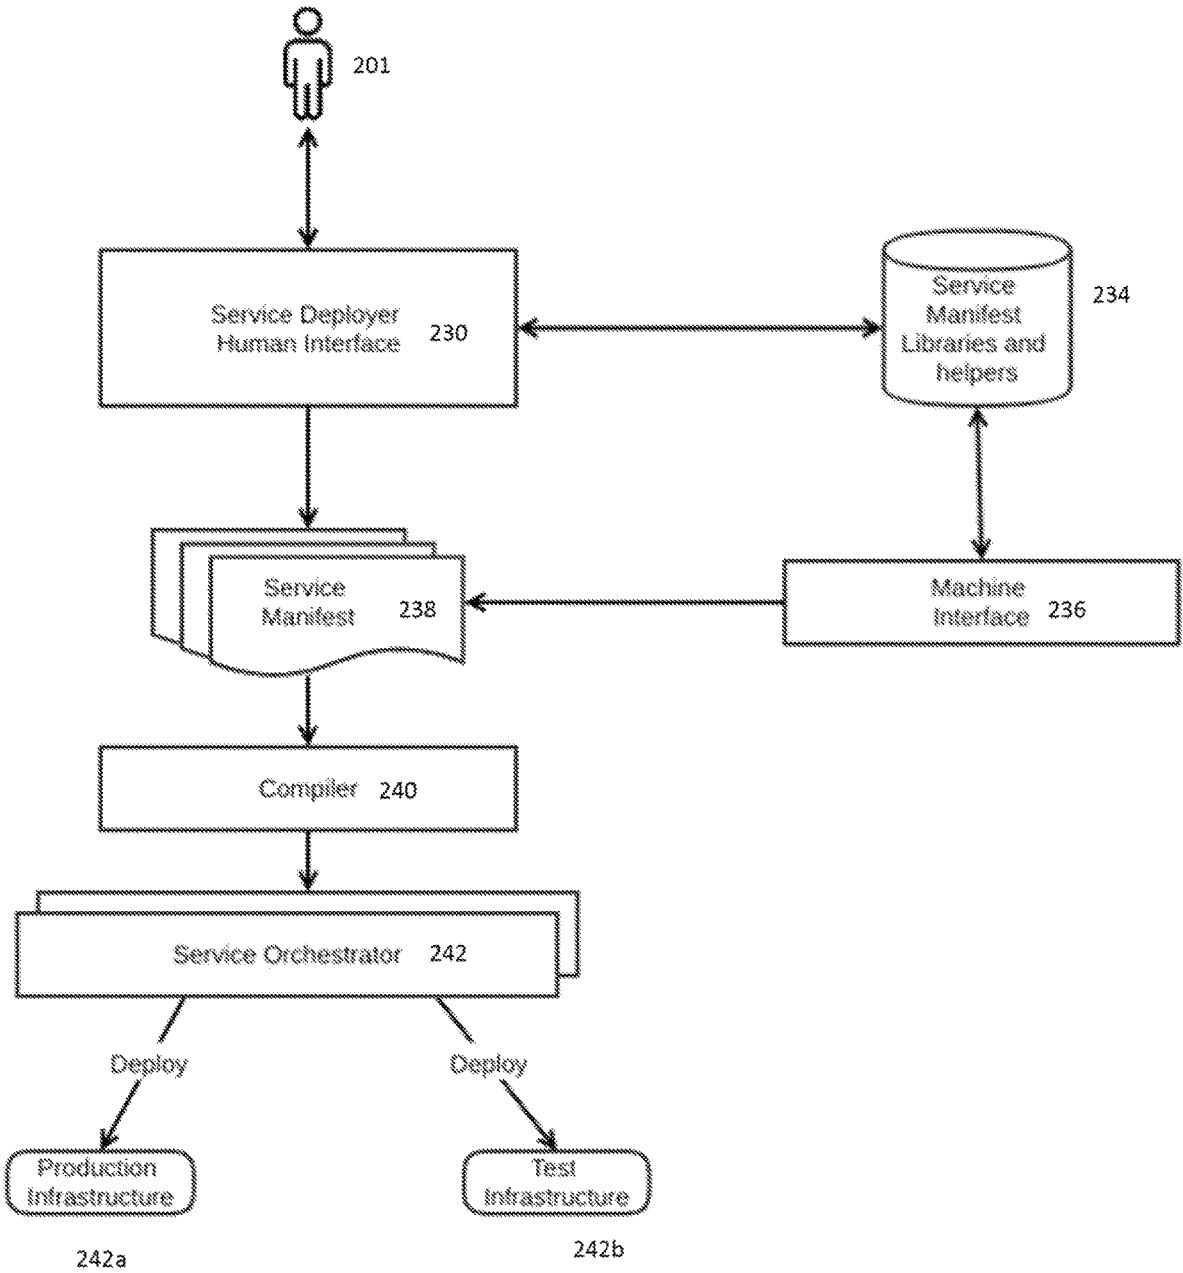 201
Service Deployer
Human Interface 230
Service
Manifest
Libraries and
helpers
234
Service
Manifest 238
Machine
Interface 236
Compiler 240
Service Orchestrator 242
Deploy
Deploy
Production
Infrastructure
Test
Infrastructure
242a
242b